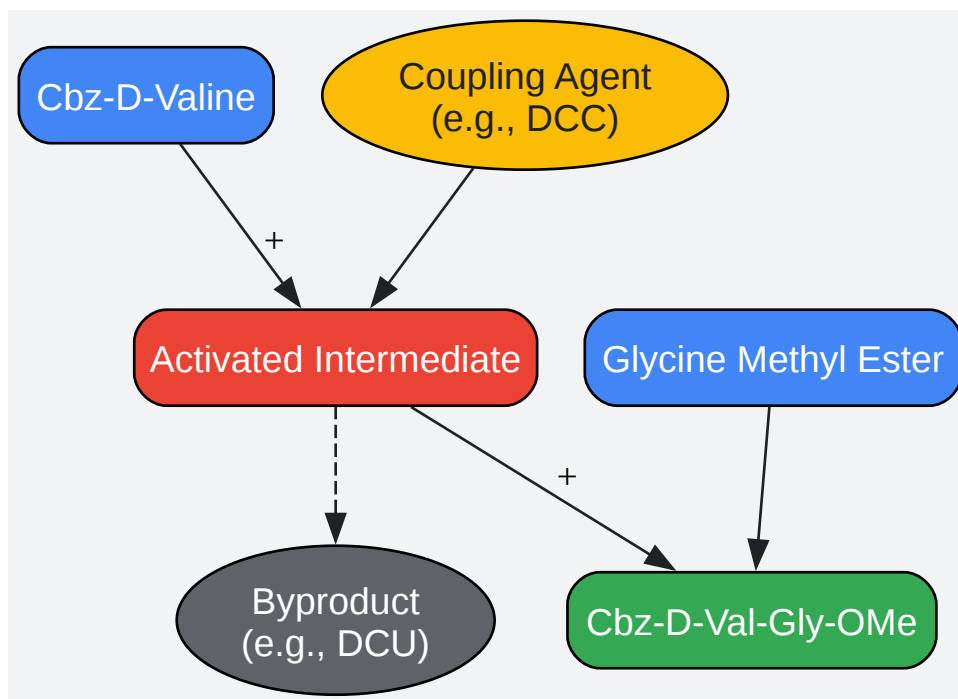 Cbz-D-Valine
Coupling Agent
(e.g., DCC)
+
Activated Intermediate
Glycine Methyl Ester
+
Byproduct
(e.g., DCU)
Cbz-D-Val-Gly-OMe